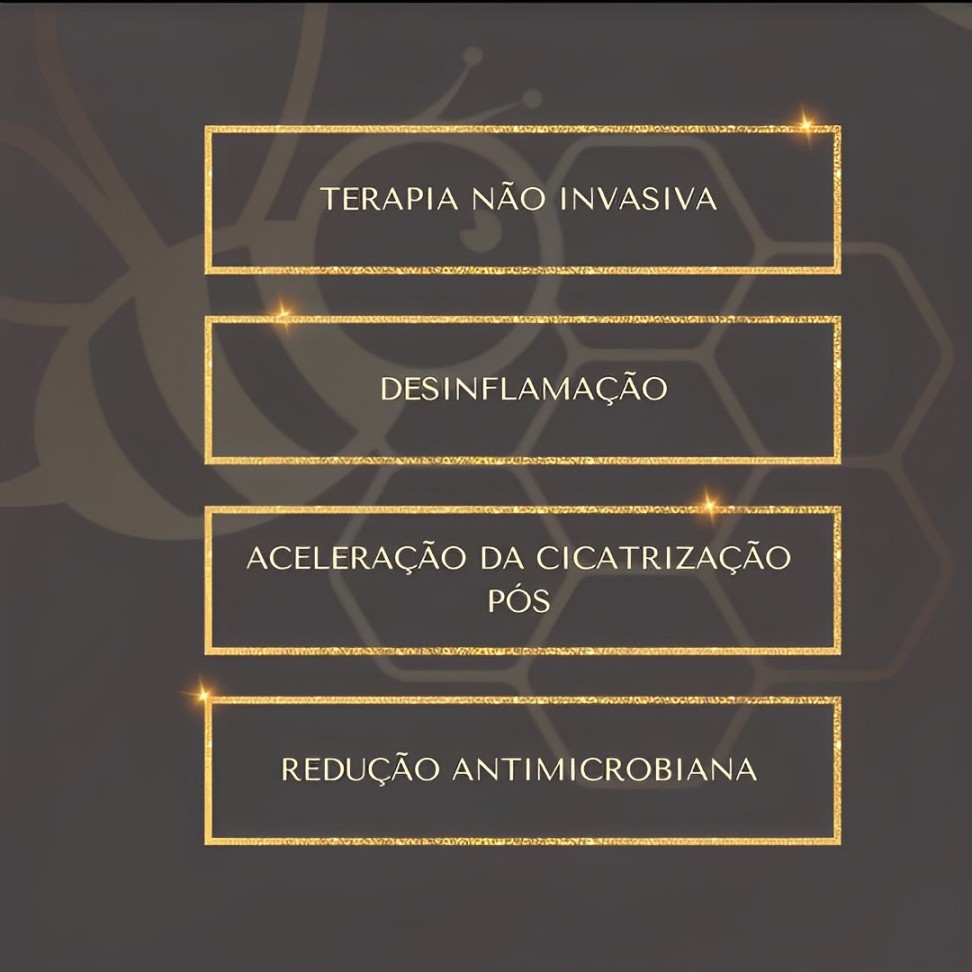 TERAPIA NÃO INVASIVA
DESINFLAMAÇÃO
ACELERAÇÃO DA CICATRIZAÇÃO
PÓS
REDUÇÃO ANTIMICROBIANA